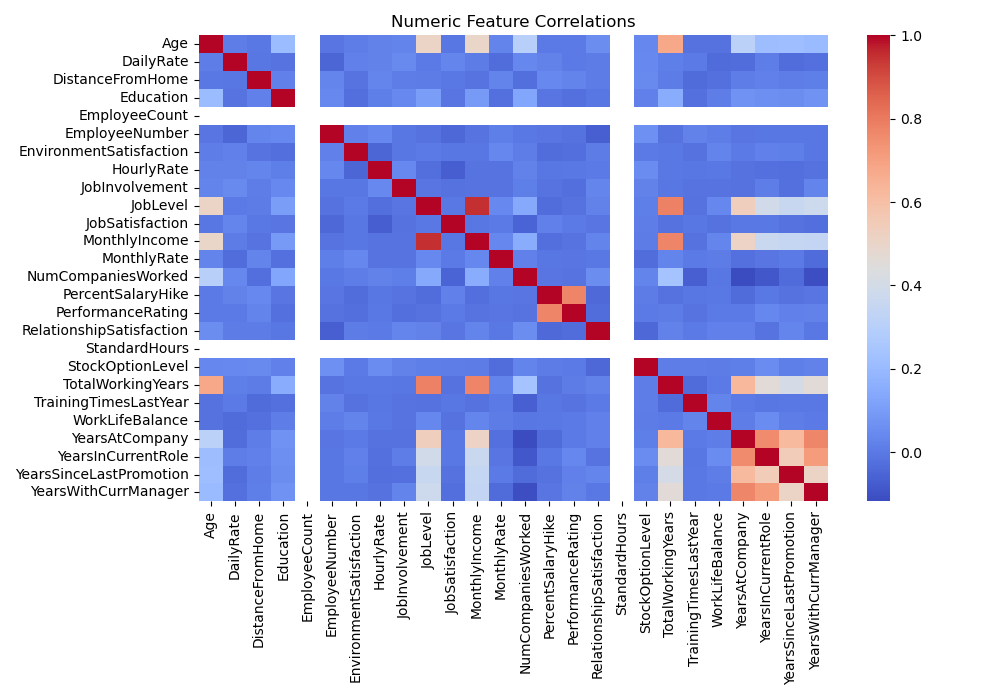 Numeric Feature Correlations
Age
DailyRate
DistanceFromHome
Education
EmployeeCount
EmployeeNumber
EnvironmentSatisfaction
HourlyRate
JobInvolvement
JobLevel
JobSatisfaction
MonthlyIncome
MonthlyRate
NumCompaniesWorked
PercentSalaryHike
PerformanceRating
RelationshipSatisfaction
StandardHours
StockOptionLevel
TotalWorkingYears
TrainingTimesLastYear
WorkLifeBalance
YearsAtCompany
YearsInCurrentRole
YearsSinceLastPromotion
YearsWithCurrManager
Age
DailyRate
DistanceFromHome
Education
EmployeeCount
EmployeeNumber
EnvironmentSatisfaction
HourlyRate
JobInvolvement
JobLevel
JobSatisfaction
MonthlyIncome
MonthlyRate
NumCompaniesWorked
PercentSalaryHike
PerformanceRating
RelationshipSatisfaction
StandardHours
StockOptionLevel
TotalWorkingYears
TrainingTimesLastYear
WorkLifeBalance
YearsAtCompany
YearsInCurrentRole
YearsSinceLastPromotion
YearsWithCurrManager
1.0
0.8
0.6
0.4
0.2
0.0